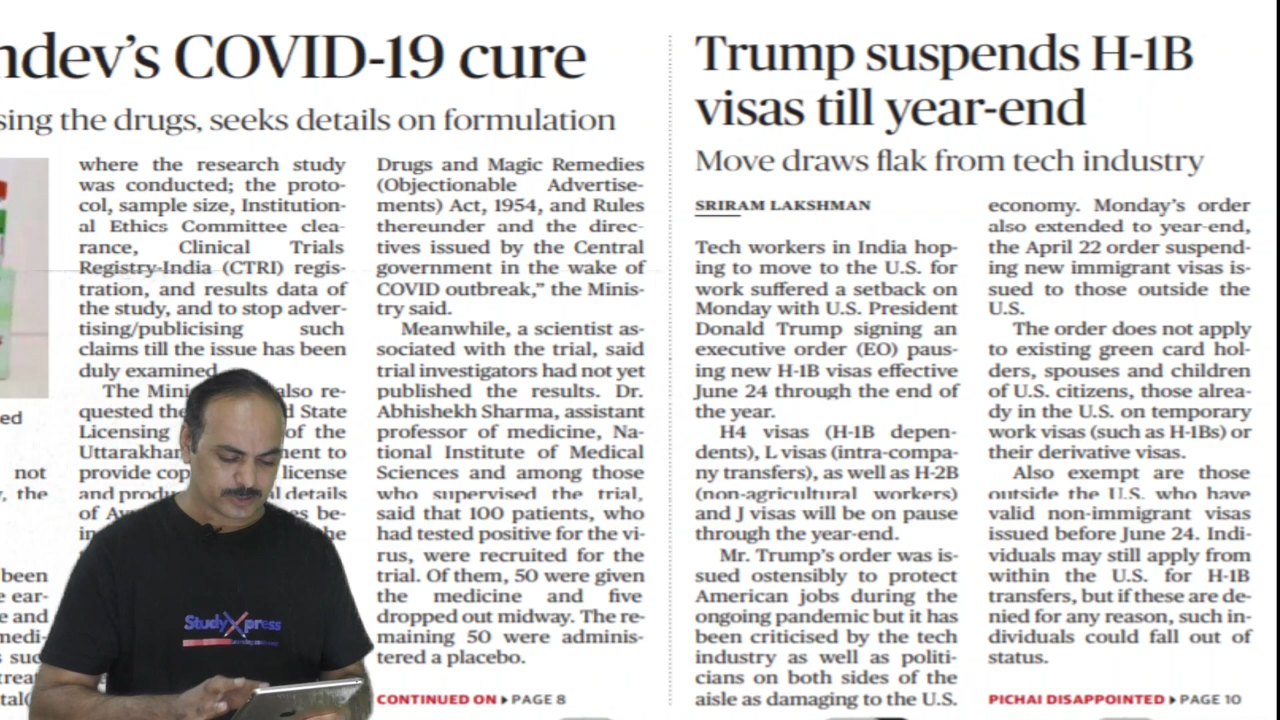 ndev's COVID-19 cure
sing the drugs, seeks details on formulation
ed
not
the
been
e and
where the research study
was conducted; the proto-
col, sample size, Institution-
al Ethics Committee clea-
rance, Clinical Trials
Registry-India (CTRI) regis-
tration, and results data of
the study, and to stop adver-
tising/publicising such
claims till the issue has been
duly examined.
The also re-
quested the State
Licensing of the
to
provide license
and details
of be-
Drugs and Magic Remedies
(Objectionable Advertise-
ments) Act, 1954, and Rules
thereunder and the direc-
tives issued by the Central
government in the wake of
COVID outbreak," the Minis-
try said.
Meanwhile, a scientist as-
sociated with the trial, said
trial investigators had not yet
published the results. Dr.
Abhishekh Sharma, assistant
professor of medicine, Na-
tional Institute of Medical
Sciences and among those
who supervised the trial,
said that 100 patients, who
had tested positive for the vi-
rus, were recruited for the
trial. Of them, 50 were given
the medicine and five
dropped out midway. The re-
maining 50 were adminis-
tered a placebo.
CONTINUED ON PAGE 8
Trump suspends H-1B
visas till year-end
Move draws flak from tech industry
SRIRAM LAKSHMAN
Tech workers in India hop-
ing to move to the U.S. for
work suffered a setback on
Monday with U.S. President
Donald Trump signing an
executive order (EO) paus-
ing new H-1B visas effective
June 24 through the end of
the year.
H4 visas (H-1B depen-
dents), L visas (intra-compa-
ny transfers), as well as H-2B
(non-agricultural workers)
and J visas will be on pause
through the year-end.
Mr. Trump's order was is-
sued ostensibly to protect
American jobs during the
ongoing pandemic but it has
been criticised by the tech
industry as well as politi-
cians on both sides of the
aisle as damaging to the U.S.
economy. Monday's order
also extended to year-end,
the April 22 order suspend-
ing new immigrant visas is-
sued to those outside the
U.S.
The order does not apply
to existing green card hol-
ders, spouses and children
of U.S. citizens, those alrea-
dy in the U.S. on temporary
work visas (such as H-1Bs) or
their derivative visas.
Also exempt are those
outside the U.S. who have
valid non-immigrant visas
issued before June 24. Indi-
viduals may still apply from
within the U.S. for H-1B
transfers, but if these are de-
nied for any reason, such in-
dividuals could fall out of
status.
PICHAI DISAPPOINTED PAGE 10
StudyXpress